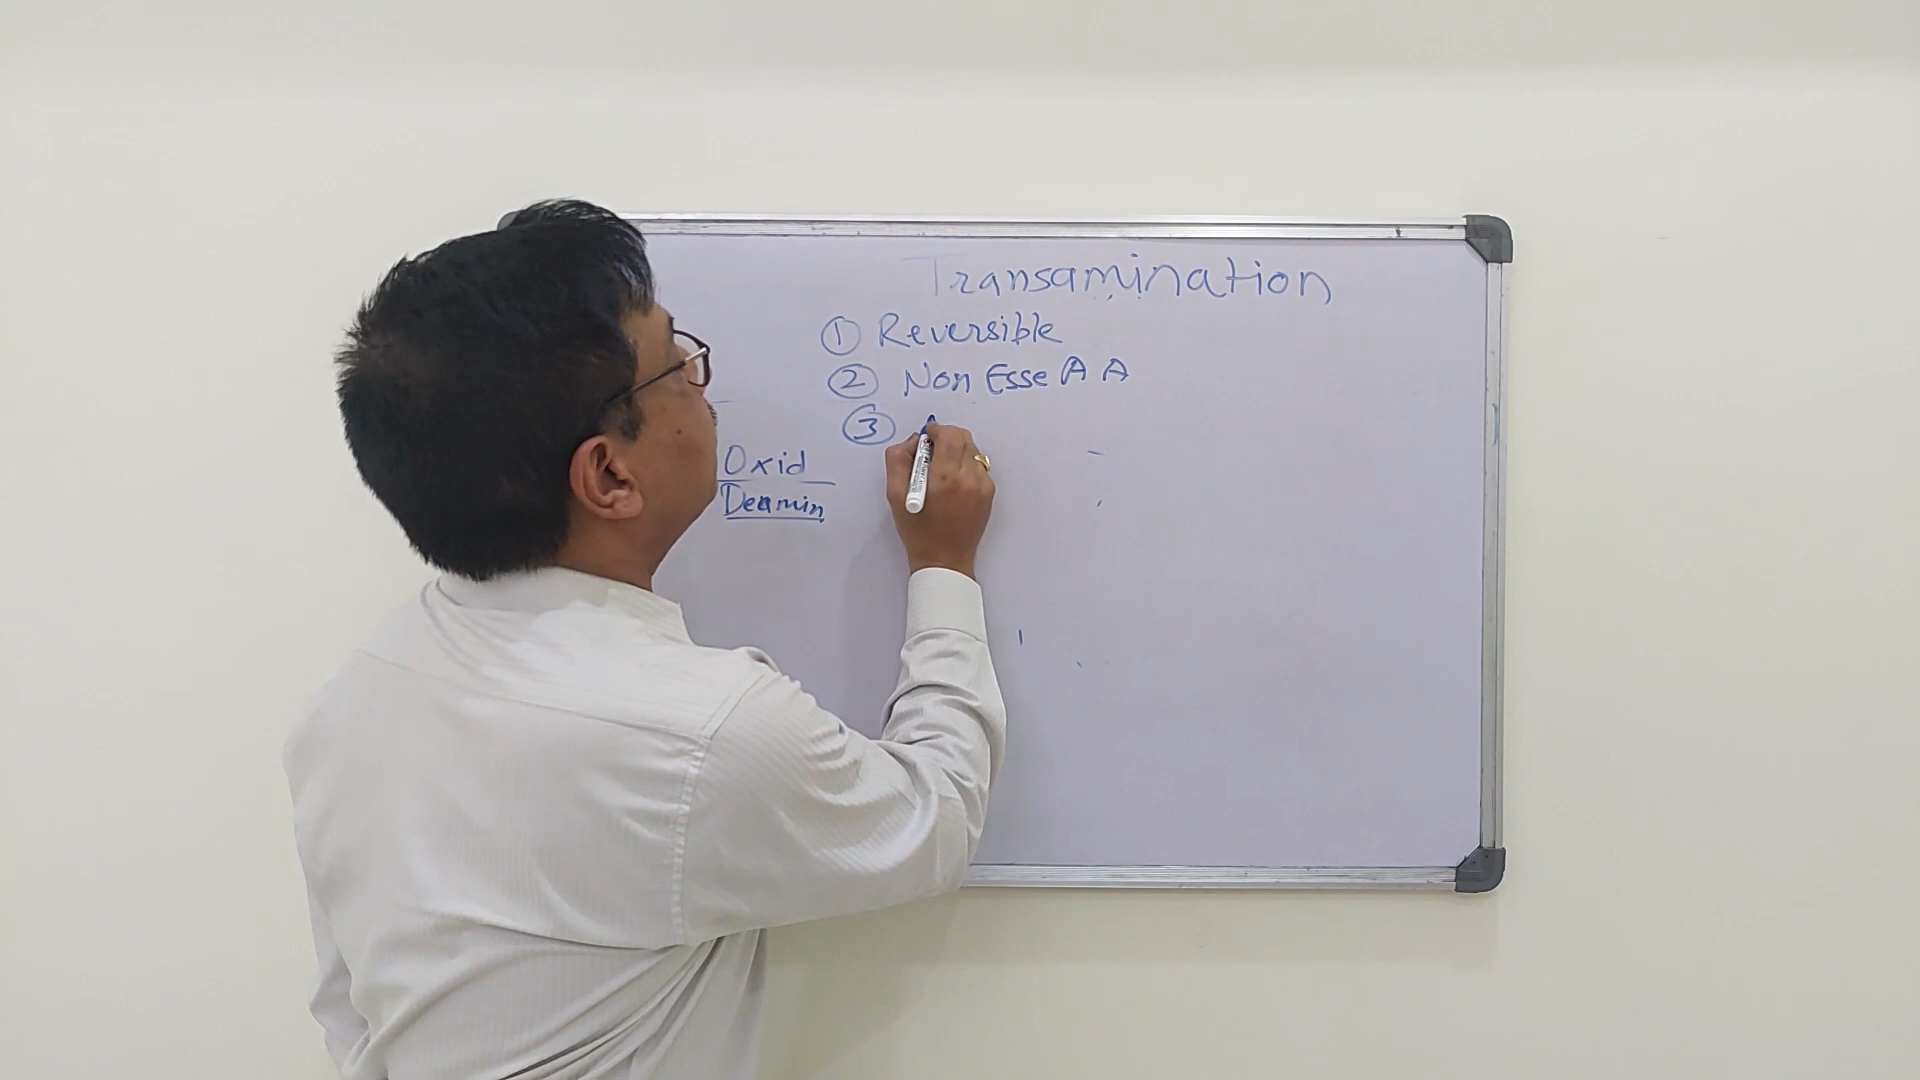 Transamination
① Reversible
② Non Esse A A
③ A
Oxid
Deamin